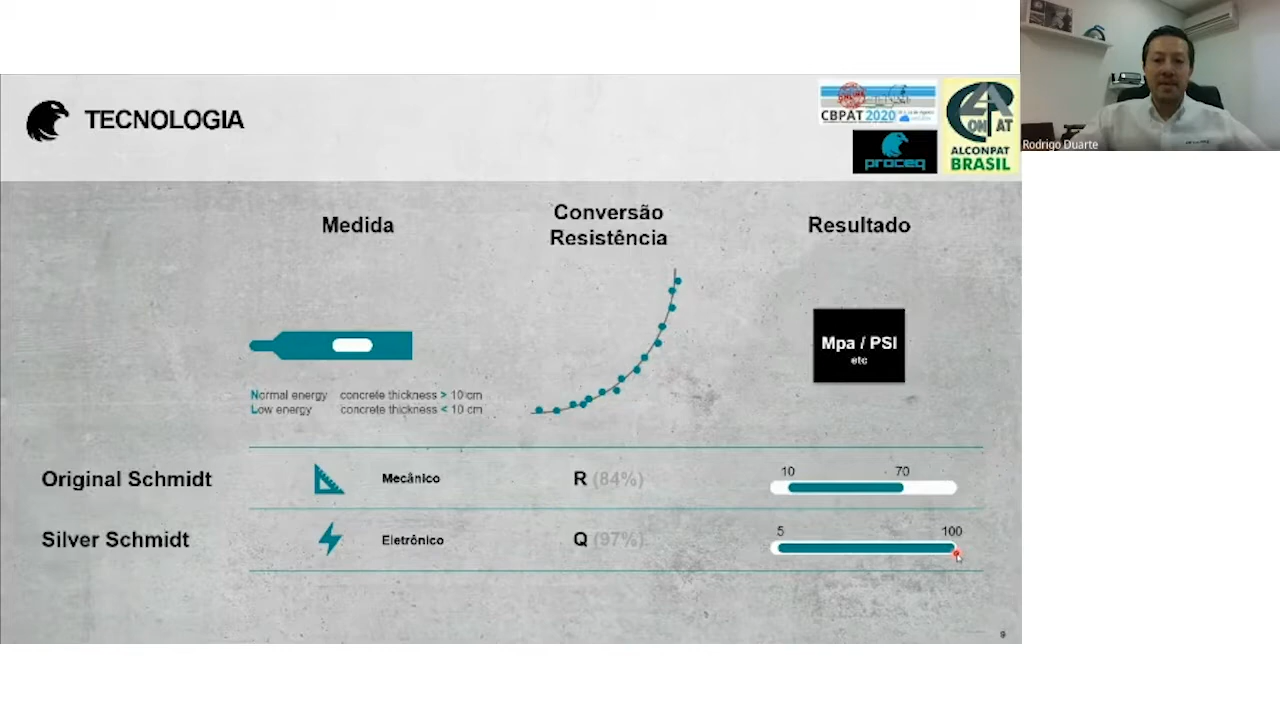 TECNOLOGIA
CBPAT 2020
proceq
ALCONPAT
BRASIL
Rodrigo Duarte
Medida
Conversão
Resistência
Resultado
Mpa / PSI
etc
Normal energy concrete thickness > 10 cm
Low energy concrete thickness < 10 cm
Original Schmidt
Mecânico
R (84%)
10
70
Silver Schmidt
Eletrônico
Q (97%)
5
100
9